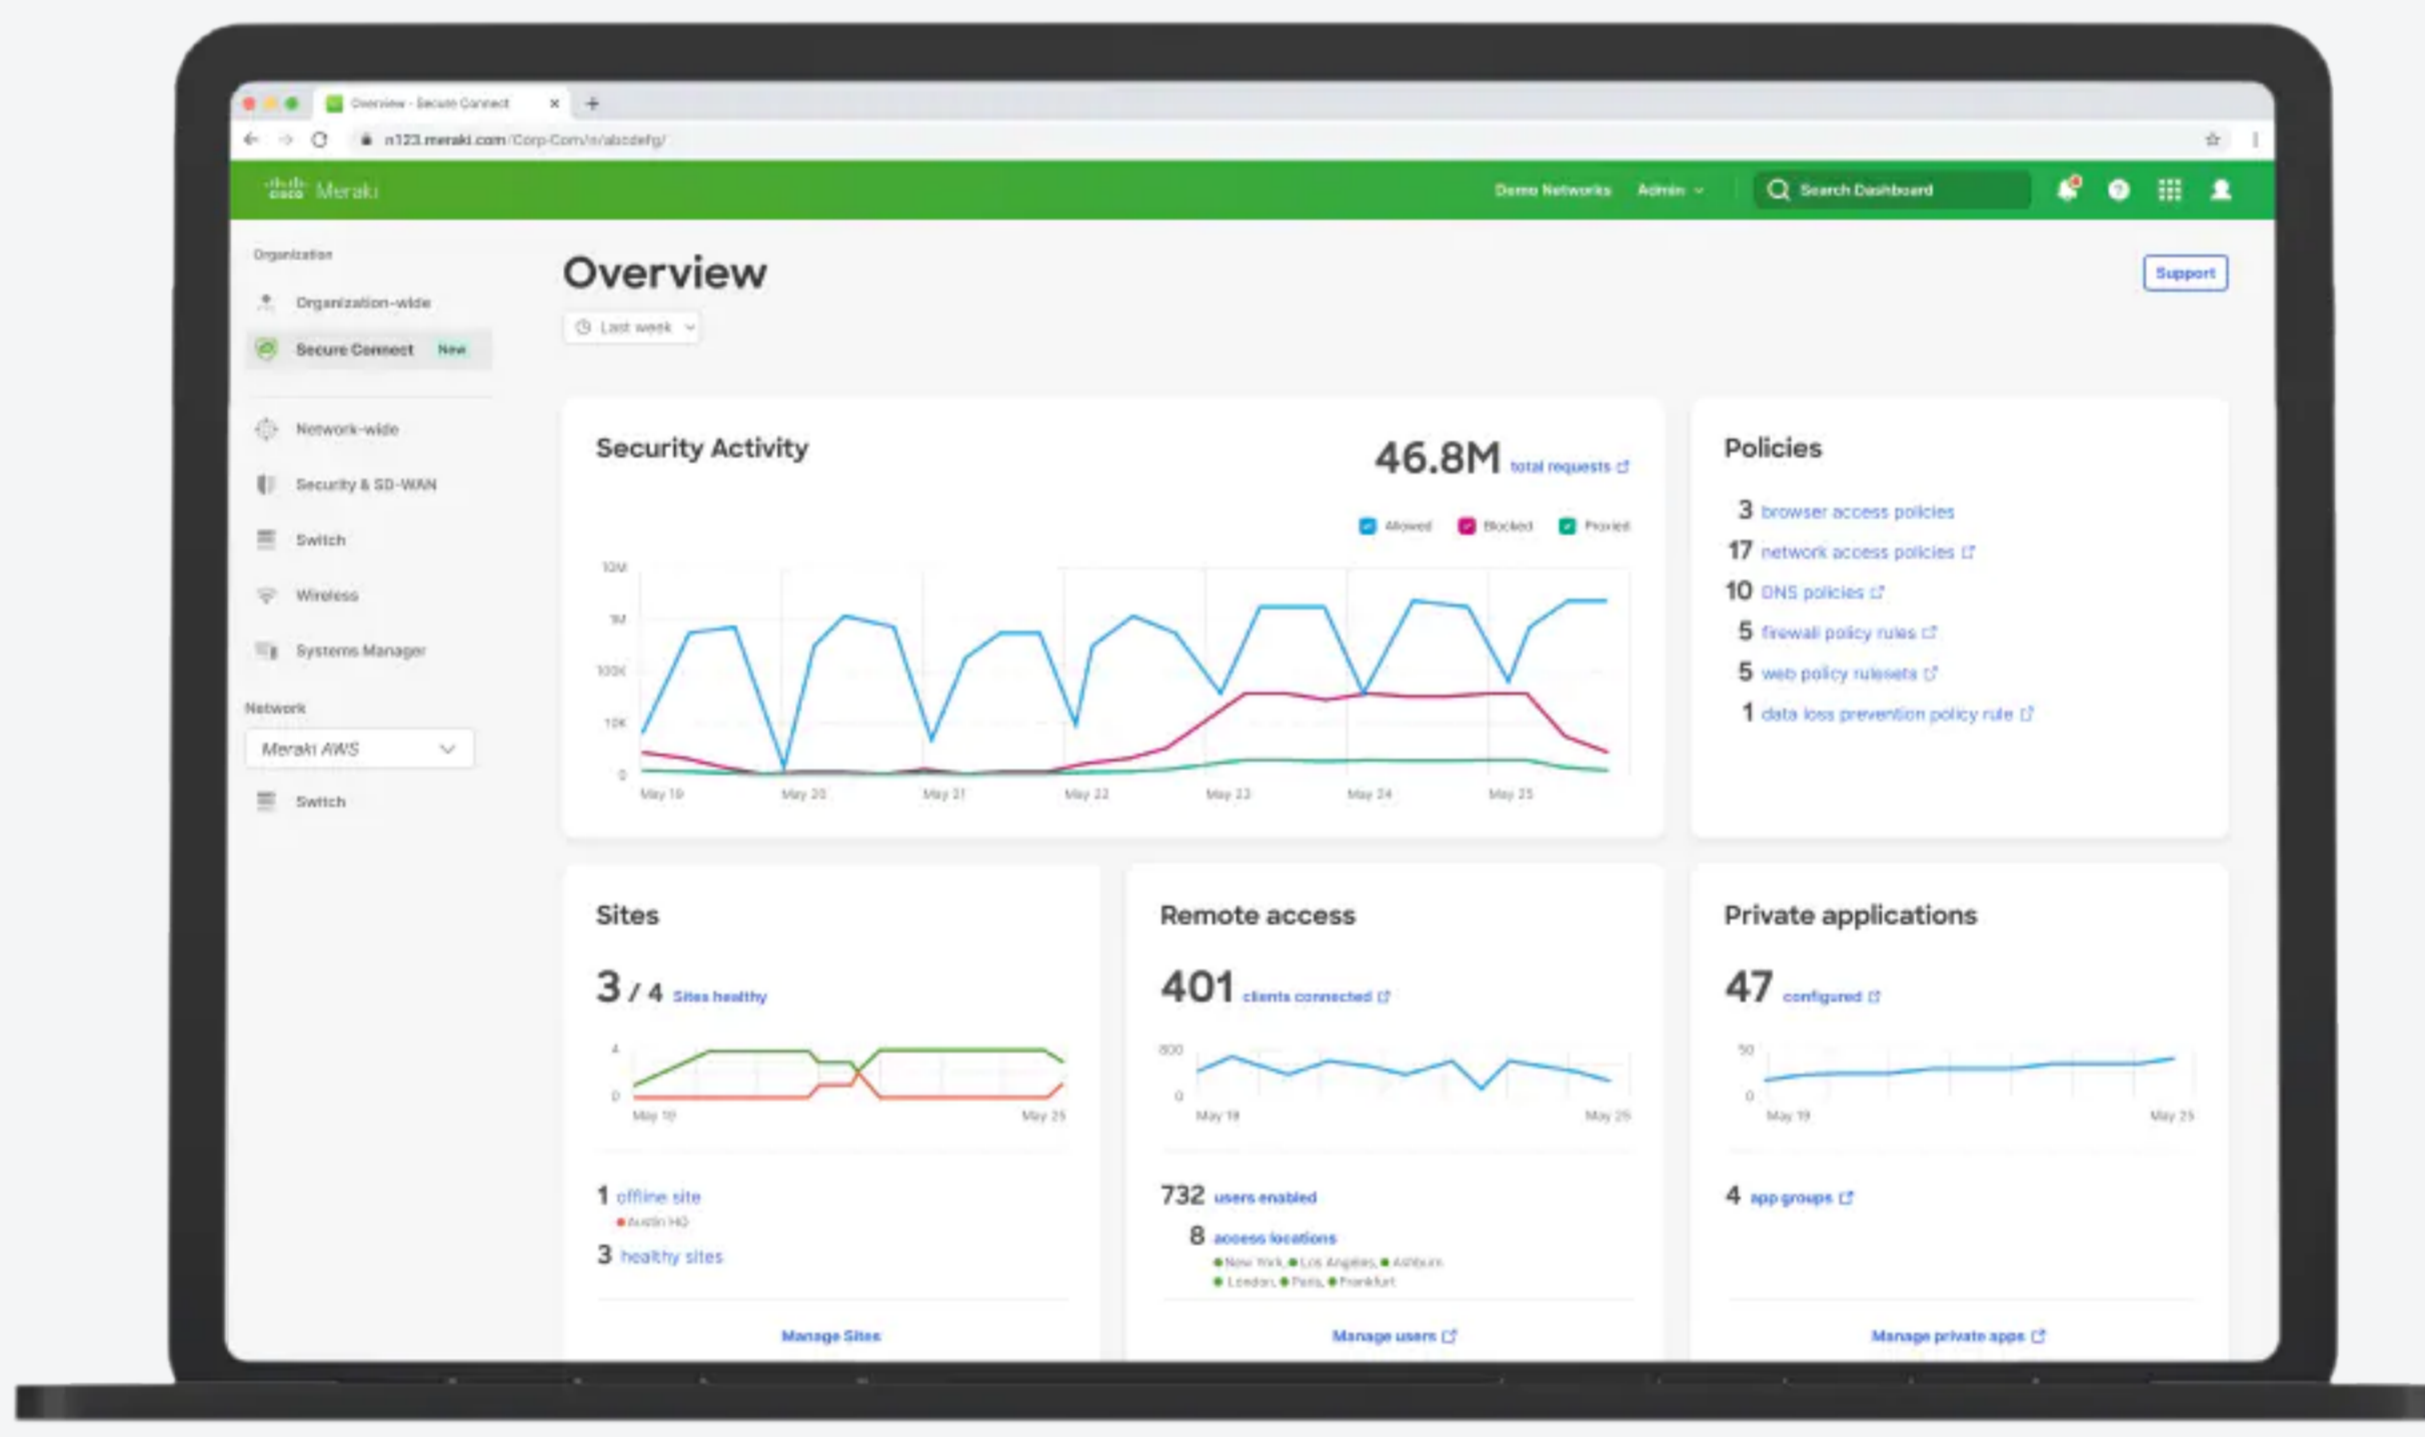 Overview - Secure Connect
n123.meraki.com/Corp-Com/n/abcdefg/
cisco Meraki
Demo Networks Admin Search Dashboard
Organization
Organization-wide
Secure Connect New
Network-wide
Security & SD-WAN
Switch
Wireless
Systems Manager
Network
Meraki AWS
Switch
Overview
Support
Last week
Security Activity
46.8M total requests
Allowed Blocked Proxied
10M
1M
100K
10K
0
May 19 May 20 May 21 May 22 May 23 May 24 May 25
Policies
3 browser access policies
17 network access policies
10 DNS policies
5 firewall policy rules
5 web policy rulesets
1 data loss prevention policy rule
Sites
3 / 4 Sites healthy
4
0
May 19 May 25
1 offline site
Austin HQ
3 healthy sites
Manage Sites
Remote access
401 clients connected
800
0
May 19 May 25
732 users enabled
8 access locations
New York, Los Angeles, Ashburn
London, Paris, Frankfurt
Manage users
Private applications
47 configured
50
0
May 19 May 25
4 app groups
Manage private apps